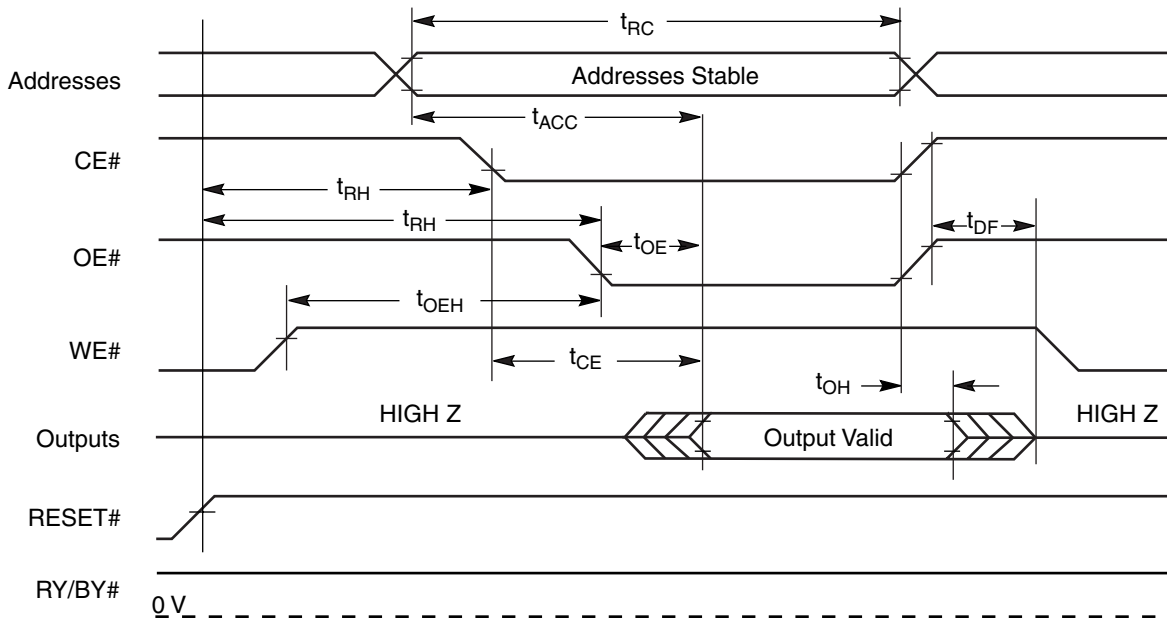 tRC
Addresses
Addresses Stable
tACC
CE#
tRH
tRH
OE#
tOE
tDF
tOEH
WE#
tCE
tOH
HIGH Z
HIGH Z
Outputs
Output Valid
RESET#
RY/BY#
0 V